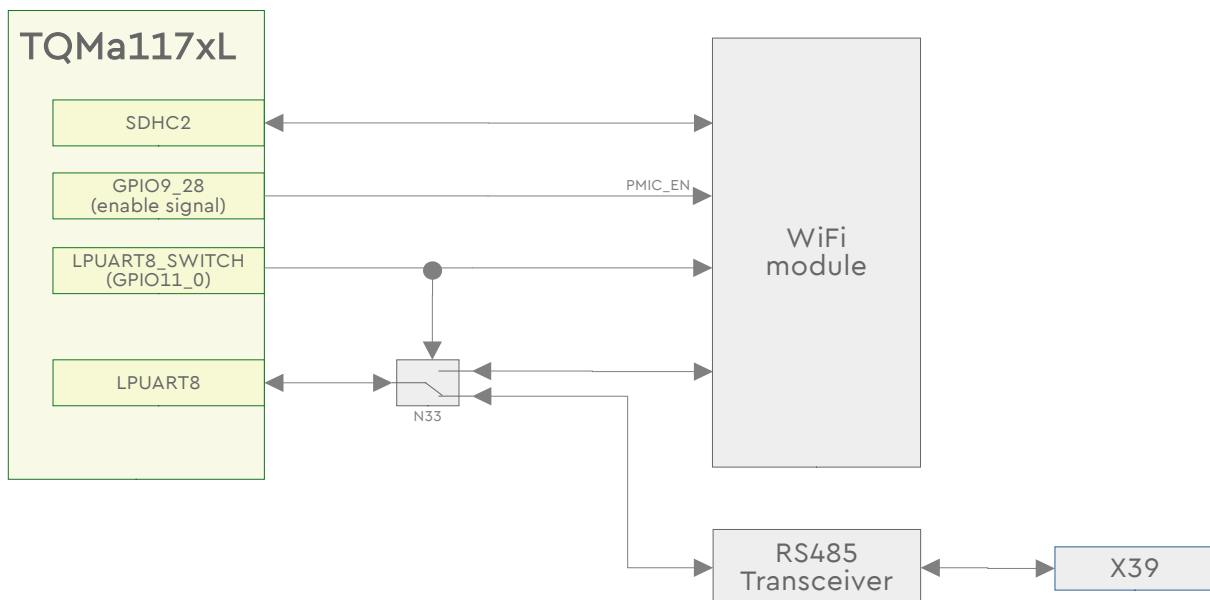 TQMa117xL
SDHC2
GPIO9_28
(enable signal)
PMIC_EN
LPUART8_SWITCH
(GPIO11_0)
WiFi
module
LPUART8
N33
RS485
Transceiver
X39